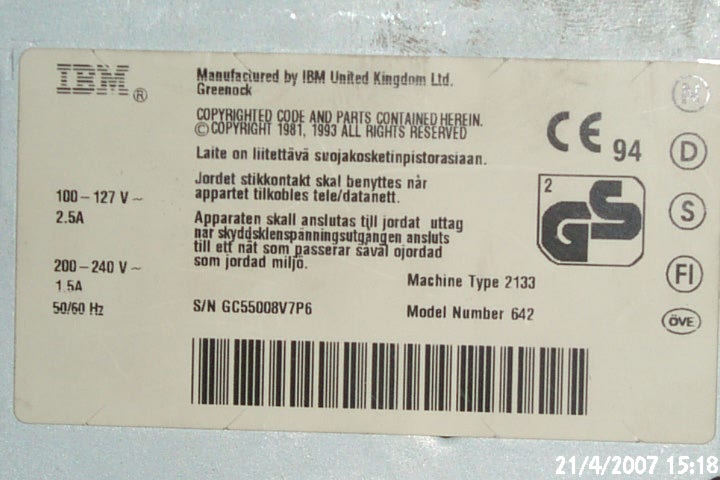 IBM®
Manufactured by IBM United Kingdom Ltd.
Greenock
COPYRIGHTED CODE AND PARTS CONTAINED HEREIN.
© COPYRIGHT 1981, 1993 ALL RIGHTS RESERVED
Laite on liitettävä suojakosketinpistorasiaan.
Jordet stikkontakt skal benyttes når
apparatet tilkobles tele/datanett.
Apparaten skall anslutas till jordat uttag
när skyddsklenspänningsutgången ansluts
till ett nät som passerar såväl ojordad
som jordad miljö.
100 – 127 V ~
2.5A
200 – 240 V ~
1.5A
50/60 Hz
S/N GC55008V7P6
Machine Type 2133
Model Number 642
CE 94
2
GS
N
D
S
FI
ÖVE
21/4/2007 15:18